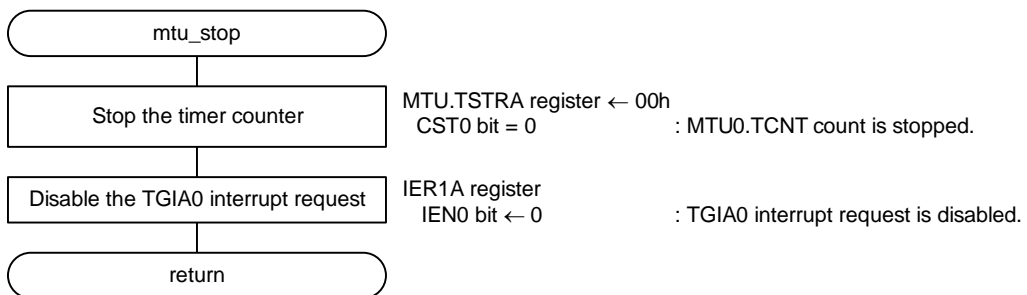 mtu_stop
Stop the timer counter
MTU.TSTRA register ← 00h
CST0 bit = 0 : MTU0.TCNT count is stopped.
Disable the TGIA0 interrupt request
IER1A register
IEN0 bit ← 0 : TGIA0 interrupt request is disabled.
return